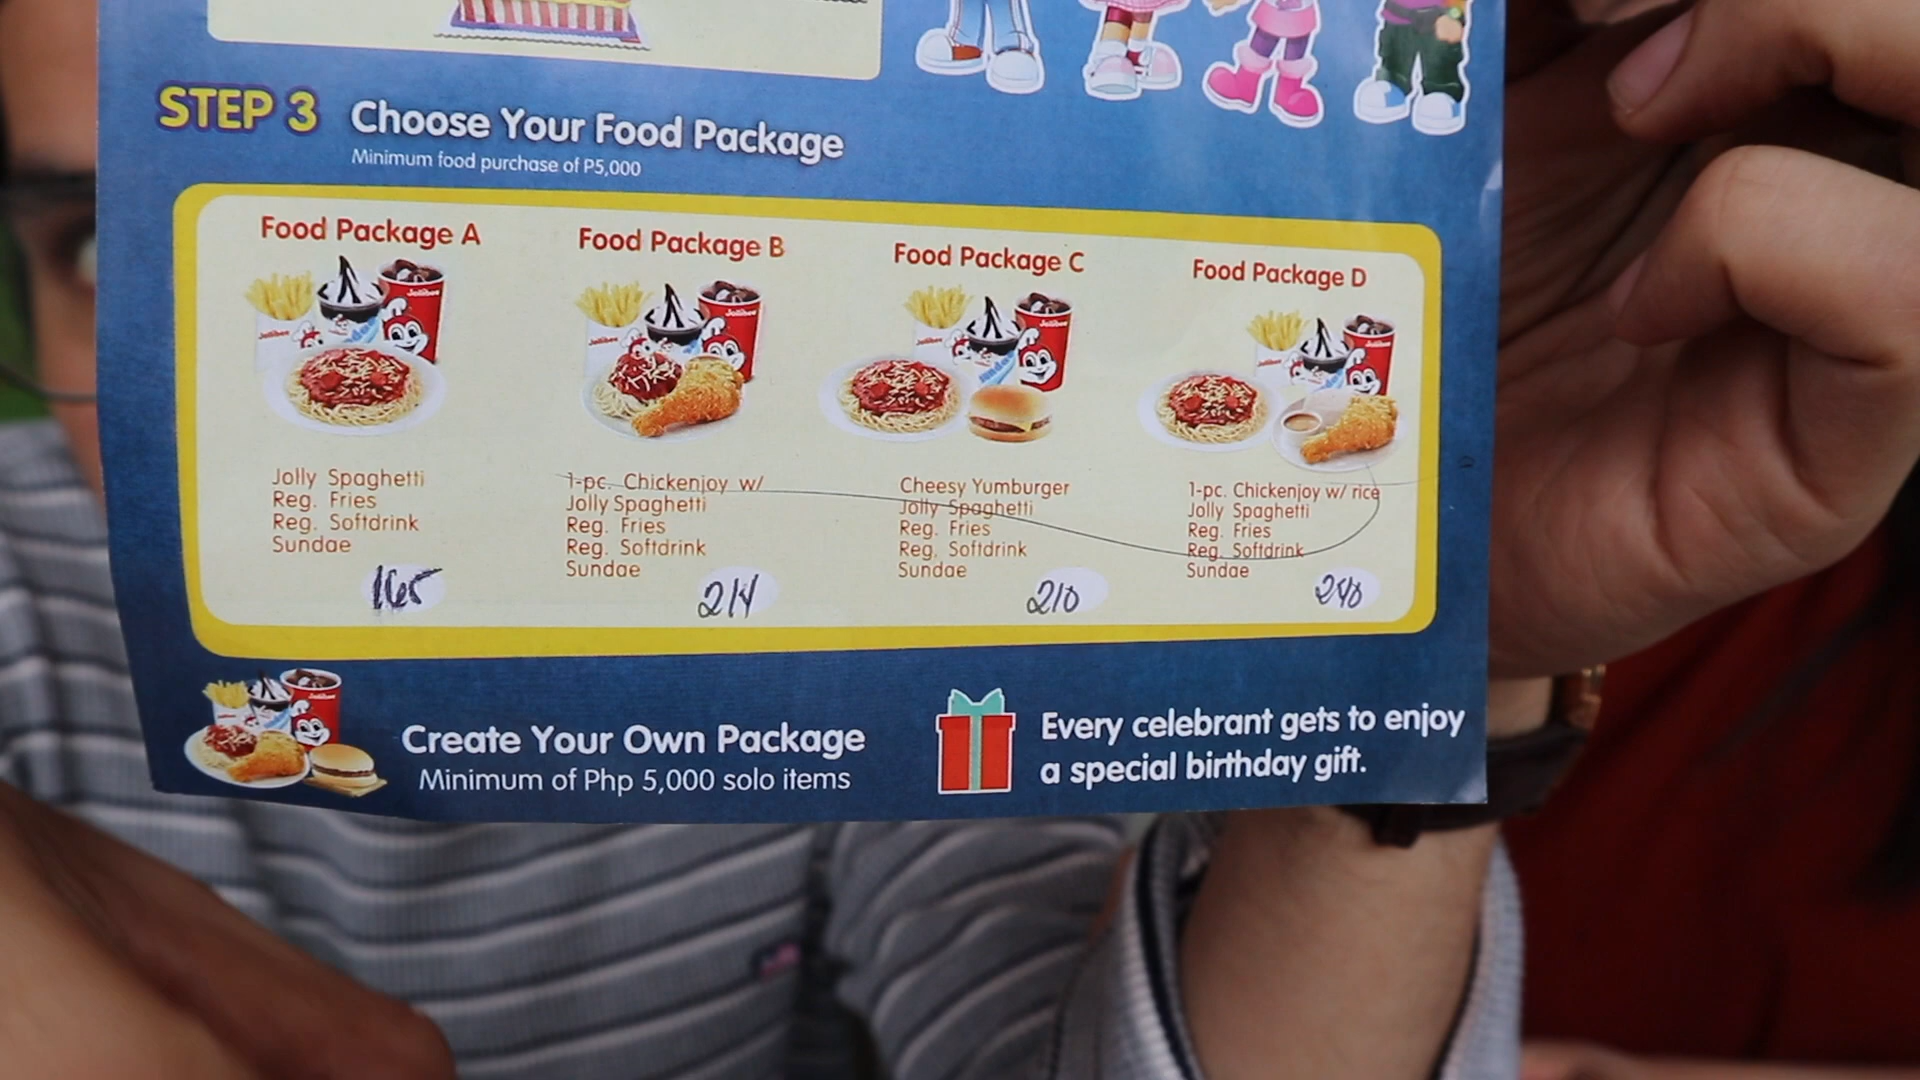 STEP 3 Choose Your Food Package
Minimum food purchase of P5,000
Food Package A
Jolly Spaghetti
Reg. Fries
Reg. Softdrink
Sundae
165
Food Package B
1-pc. Chickenjoy w/
Jolly Spaghetti
Reg. Fries
Reg. Softdrink
Sundae
214
Food Package C
Cheesy Yumburger
Jolly Spaghetti
Reg. Fries
Reg. Softdrink
Sundae
210
Food Package D
1-pc. Chickenjoy w/ rice
Jolly Spaghetti
Reg. Fries
Reg. Softdrink
Sundae
Create Your Own Package
Minimum of Php 5,000 solo items
Every celebrant gets to enjoy
a special birthday gift.